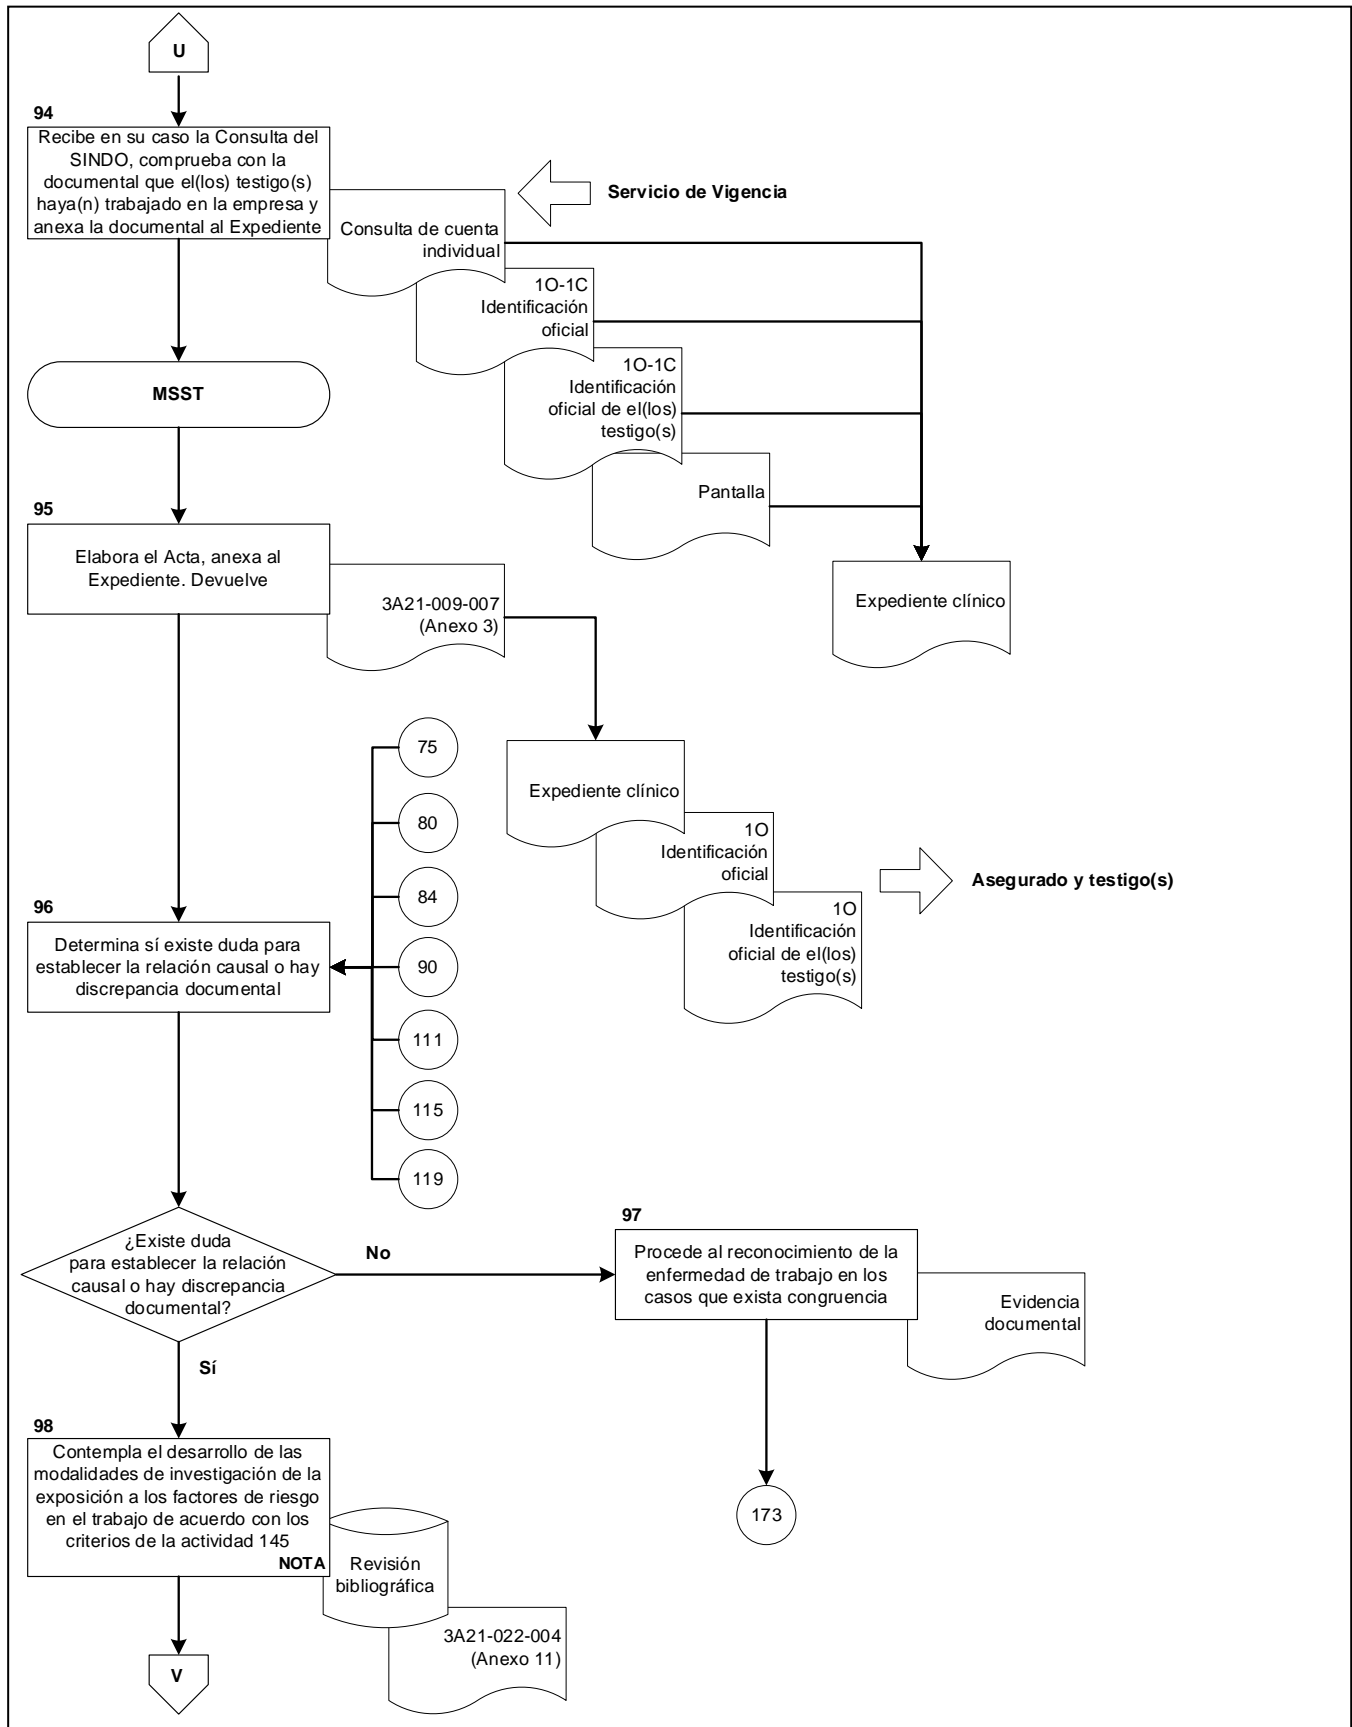 U
94
Recibe en su caso la Consulta del
SINDO, comprueba con la
documental que el(los) testigo(s)
haya(n) trabajado en la empresa y
anexa la documental al Expediente
Servicio de Vigencia
Consulta de cuenta
individual
1O-1C
Identificación
oficial
1O-1C
Identificación
oficial de el(los)
testigo(s)
Pantalla
Expediente clínico
MSST
95
Elabora el Acta, anexa al
Expediente. Devuelve
3A21-009-007
(Anexo 3)
Expediente clínico
1O
Identificación
oficial
1O
Identificación
oficial de el(los)
testigo(s)
Asegurado y testigo(s)
75
80
84
90
111
115
119
96
Determina sí existe duda para
establecer la relación causal o hay
discrepancia documental
¿Existe duda
para establecer la relación
causal o hay discrepancia
documental?
No
Sí
97
Procede al reconocimiento de la
enfermedad de trabajo en los
casos que exista congruencia
Evidencia
documental
173
98
Contempla el desarrollo de las
modalidades de investigación de la
exposición a los factores de riesgo
en el trabajo de acuerdo con los
criterios de la actividad 145
NOTA
Revisión
bibliográfica
3A21-022-004
(Anexo 11)
V